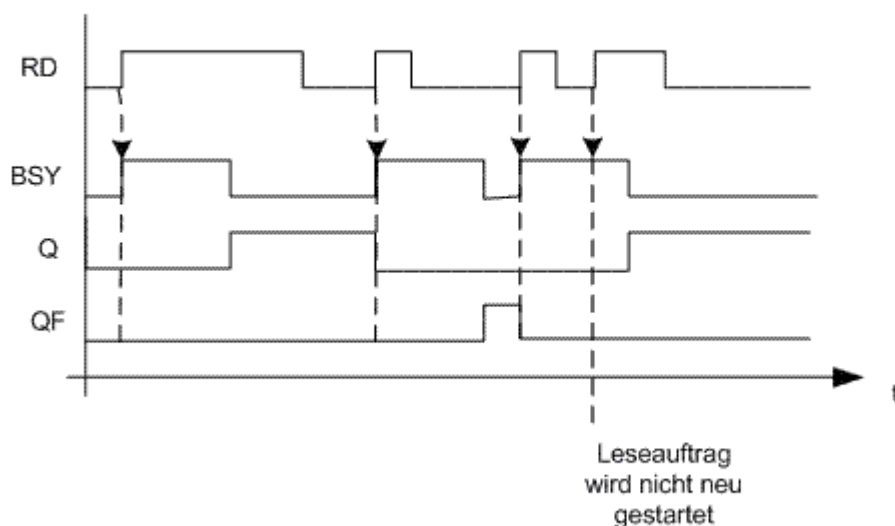 RD
BSY
Q
QF
t
Leseauftrag
wird nicht neu
gestartet